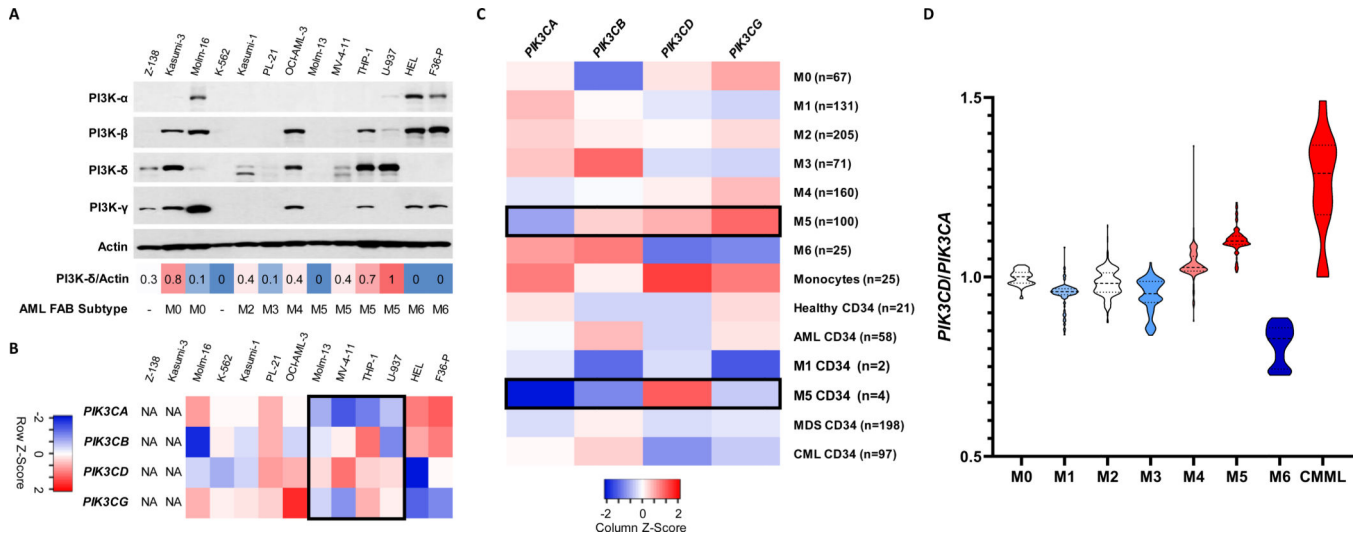 A
Z-138 Kasumi-3 Molm-16 K-562 Kasumi-1 PL-21 OCI-AML-3 Molm-13 MV-4-11 THP-1 U-937 HEL F36-P
PI3K-α
PI3K-β
PI3K-δ
PI3K-γ
Actin
PI3K-δ/Actin 0.3 0.8 0.1 0 0.4 0.1 0.4 0 0.4 0.7 1 0 0
AML FAB Subtype - M0 M0 - M2 M3 M4 M5 M5 M5 M5 M6 M6
B
Z-138 Kasumi-3 Molm-16 K-562 Kasumi-1 PL-21 OCI-AML-3 Molm-13 MV-4-11 THP-1 U-937 HEL F36-P
PIK3CA NA NA
PIK3CB NA NA
PIK3CD NA NA
PIK3CG NA NA
-2
-1
0
1
2
Row Z-Score
C
PIK3CA PIK3CB PIK3CD PIK3CG
M0 (n=67)
M1 (n=131)
M2 (n=205)
M3 (n=71)
M4 (n=160)
M5 (n=100)
M6 (n=25)
Monocytes (n=25)
Healthy CD34 (n=21)
AML CD34 (n=58)
M1 CD34 (n=2)
M5 CD34 (n=4)
MDS CD34 (n=198)
CML CD34 (n=97)
-2 0 2
Column Z-Score
D
PIK3CD/PIK3CA
1.5
1.0
0.5
M0 M1 M2 M3 M4 M5 M6 CMML